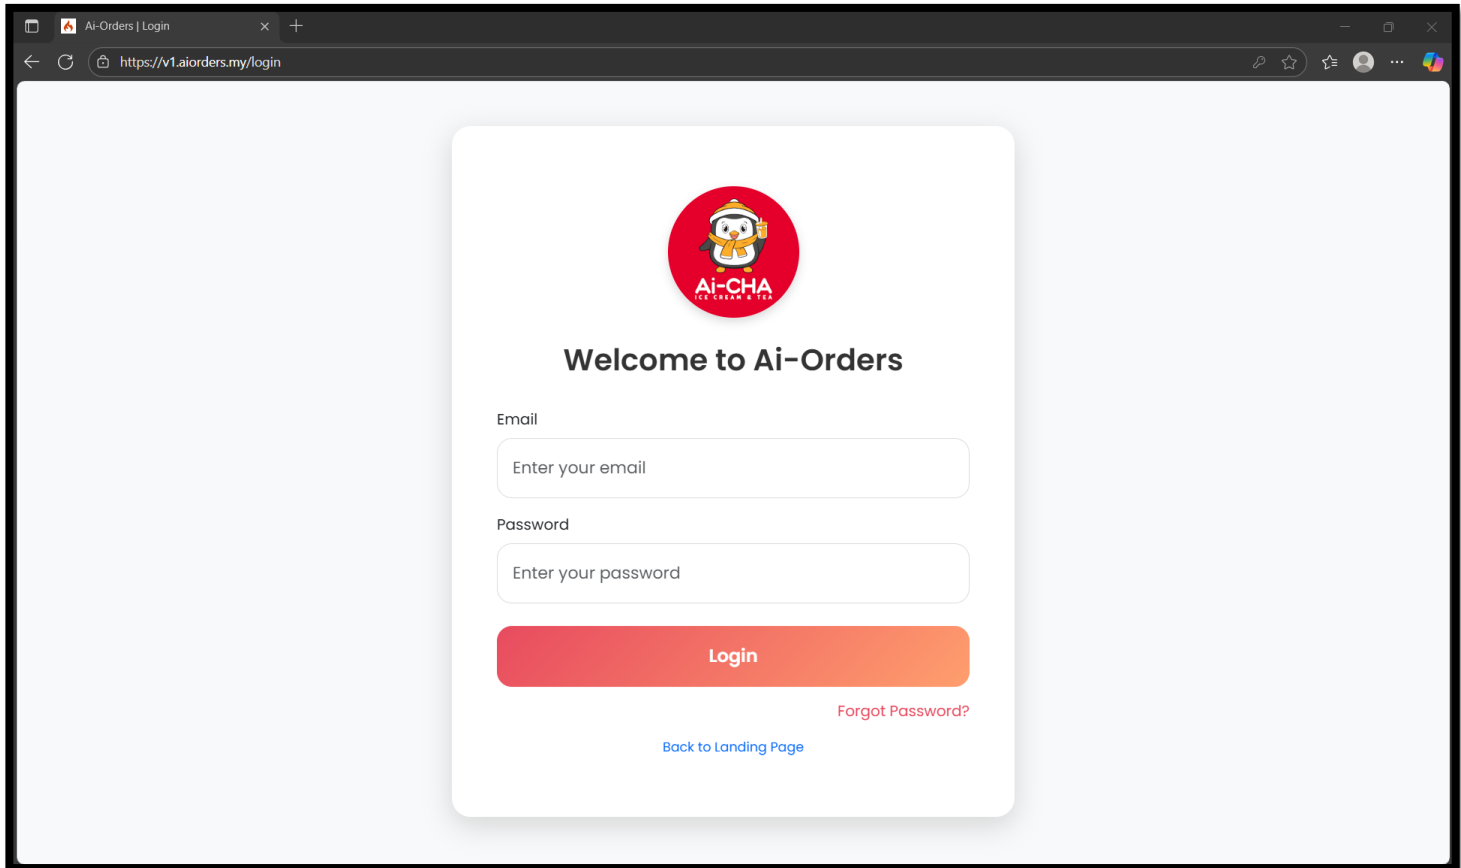 Ai-Orders | Login
https://v1.aiorders.my/login
Ai-CHA
ICE CREAM & TEA
Welcome to Ai-Orders
Email
Enter your email
Password
Enter your password
Login
Forgot Password?
Back to Landing Page